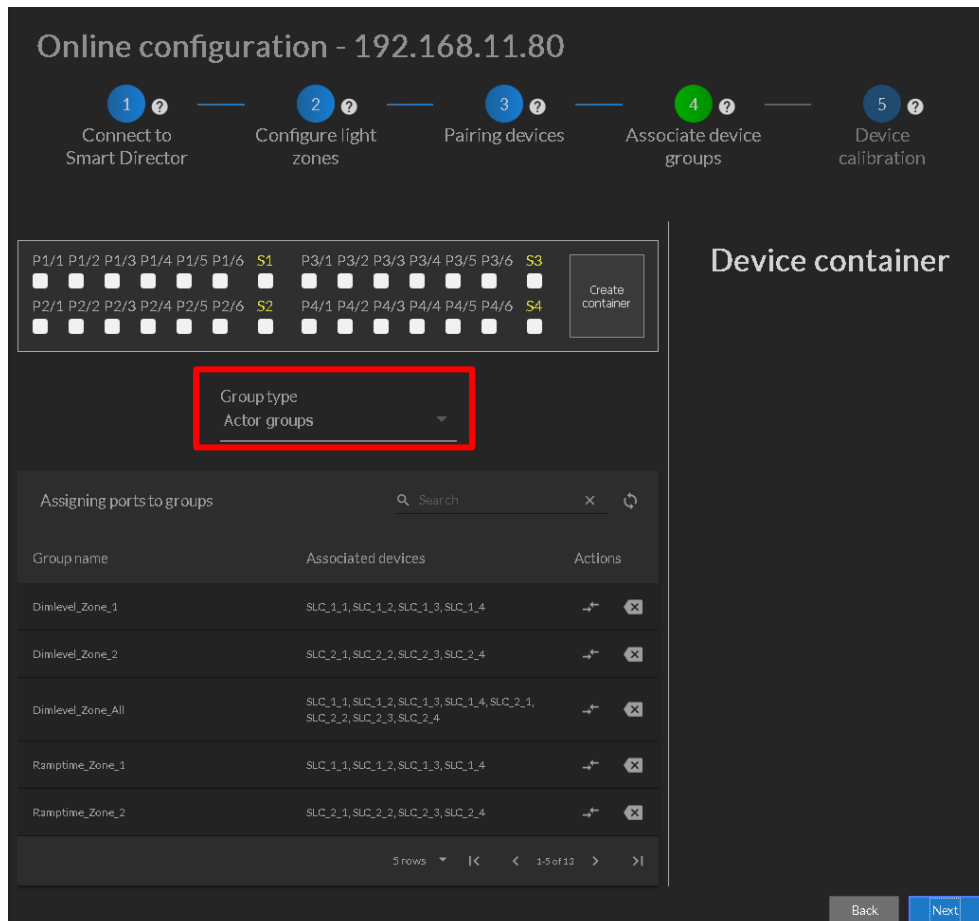 Online configuration - 192.168.11.80
1 ? 2 ? 3 ? 4 ? 5 ?
Connect to Smart Director
Configure light zones
Pairing devices
Associate device groups
Device calibration
P1/1 P1/2 P1/3 P1/4 P1/5 P1/6 S1 P3/1 P3/2 P3/3 P3/4 P3/5 P3/6 S3
P2/1 P2/2 P2/3 P2/4 P2/5 P2/6 S2 P4/1 P4/2 P4/3 P4/4 P4/5 P4/6 S4
Create
container
Device container
Group type
Actor groups
Assigning ports to groups Search
Group name Associated devices Actions
Dimlevel_Zone_1 SLC_1_1, SLC_1_2, SLC_1_3, SLC_1_4
Dimlevel_Zone_2 SLC_2_1, SLC_2_2, SLC_2_3, SLC_2_4
Dimlevel_Zone_All SLC_1_1, SLC_1_2, SLC_1_3, SLC_1_4, SLC_2_1,
SLC_2_2, SLC_2_3, SLC_2_4
Ramptime_Zone_1 SLC_1_1, SLC_1_2, SLC_1_3, SLC_1_4
Ramptime_Zone_2 SLC_2_1, SLC_2_2, SLC_2_3, SLC_2_4
5 rows 1-5 of 13
Back Next